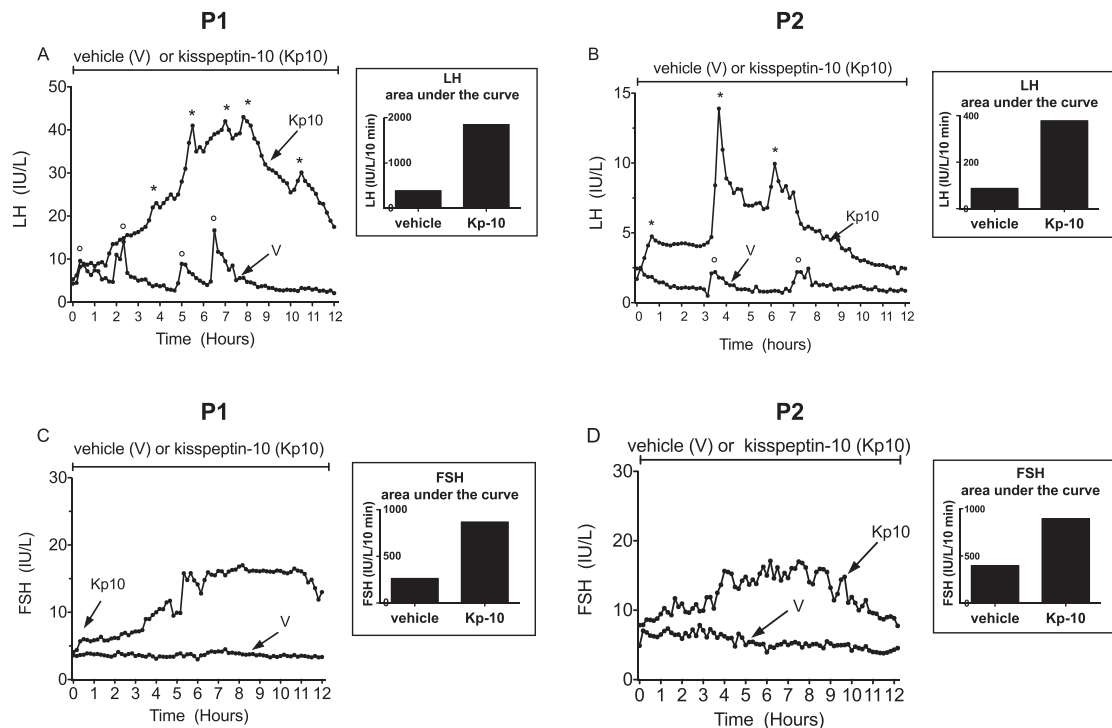 P1
A
vehicle (V) or kisspeptin-10 (Kp10)
50
40
30
20
10
0
LH (IU/L)
* * * * *
Kp10
V
0 1 2 3 4 5 6 7 8 9 10 11 12
Time (Hours)
LH
area under the curve
2000
1000
0
LH (IU/L/10 min)
vehicle Kp-10
P2
B
vehicle (V) or kisspeptin-10 (Kp10)
15
10
5
0
LH (IU/L)
* * *
Kp10
V
0 1 2 3 4 5 6 7 8 9 10 11 12
Time (hours)
LH
area under the curve
400
200
0
LH (IU/L/10 min)
vehicle Kp-10
P1
C
vehicle (V) or kisspeptin-10 (Kp10)
30
20
10
0
FSH (IU/L)
Kp10
V
0 1 2 3 4 5 6 7 8 9 10 11 12
Time (Hours)
FSH
area under the curve
1000
500
0
FSH (IU/L/10 min)
vehicle Kp-10
P2
D
vehicle (V) or kisspeptin-10 (Kp10)
30
20
10
0
FSH (IU/L)
Kp10
V
0 1 2 3 4 5 6 7 8 9 10 11 12
Time (Hours)
FSH
area under the curve
1000
500
0
FSH (IU/L/10 min)
vehicle Kp-10